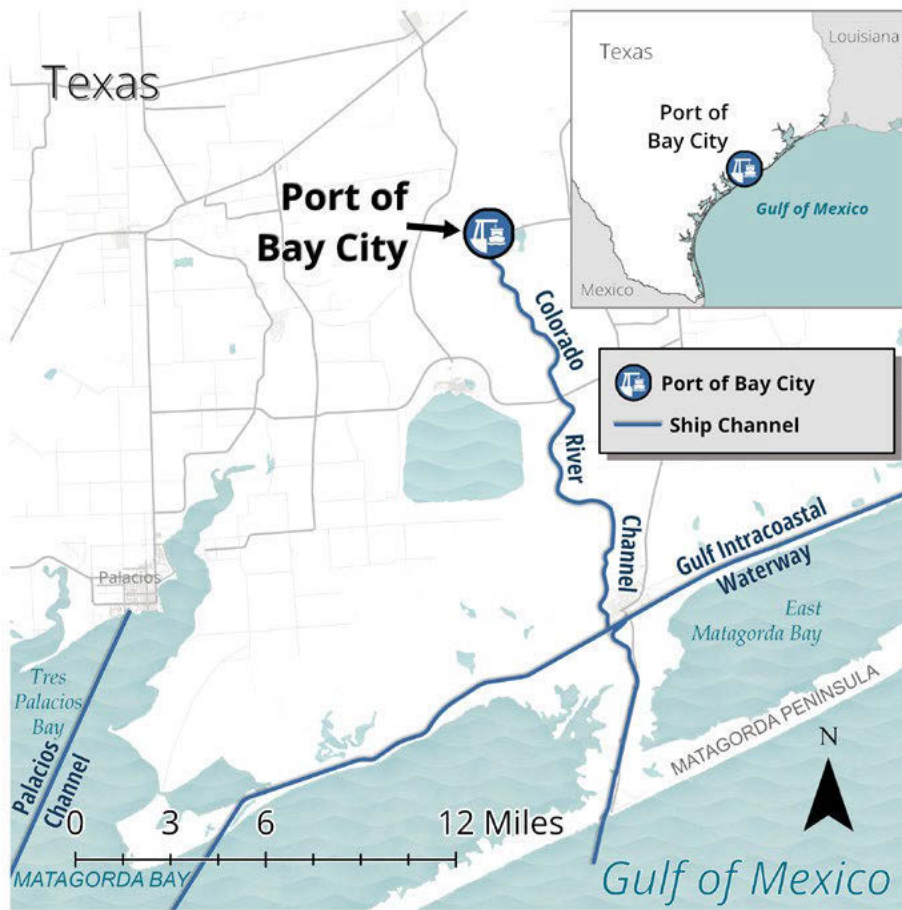 Texas
Port of
Bay City
Texas
Louisiana
Port of
Bay City
Gulf of Mexico
Mexico
Port of Bay City
Ship Channel
Colorado
River
Channel
Gulf Intracoastal
Waterway
East
Matagorda Bay
MATAGORDA PENINSULA
Palacios
Tres
Palacios
Bay
Palacios
Channel
0 3 6 12 Miles
MATAGORDA BAY
N
Gulf of Mexico